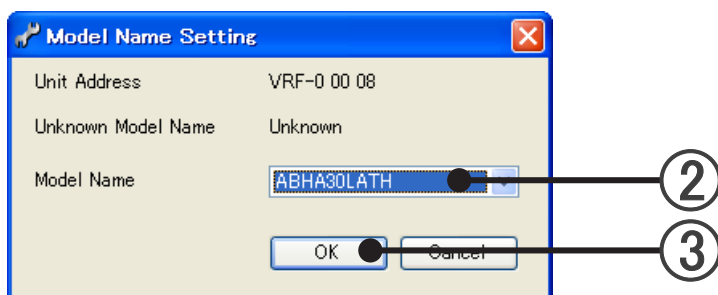 Model Name Setting
Unit Address VRF-0 00 08
Unknown Model Name Unknown
Model Name ABHA30LATH
②
OK Cancel
③